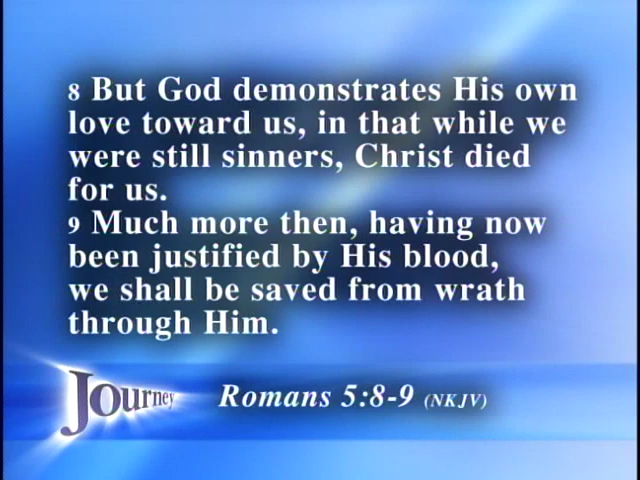 8 But God demonstrates His own
love toward us, in that while we
were still sinners, Christ died
for us.
9 Much more then, having now
been justified by His blood,
we shall be saved from wrath
through Him.
Journey
Romans 5:8-9 (NKJV)